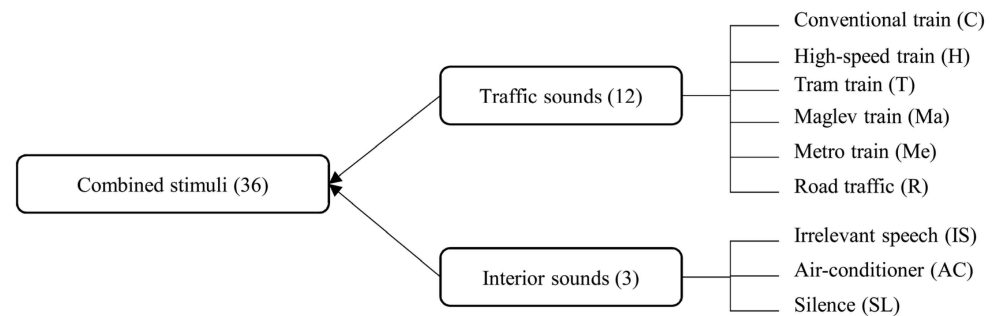 Combined stimuli (36)
Traffic sounds (12)
Conventional train (C)
High-speed train (H)
Tram train (T)
Maglev train (Ma)
Metro train (Me)
Road traffic (R)
Interior sounds (3)
Irrelevant speech (IS)
Air-conditioner (AC)
Silence (SL)